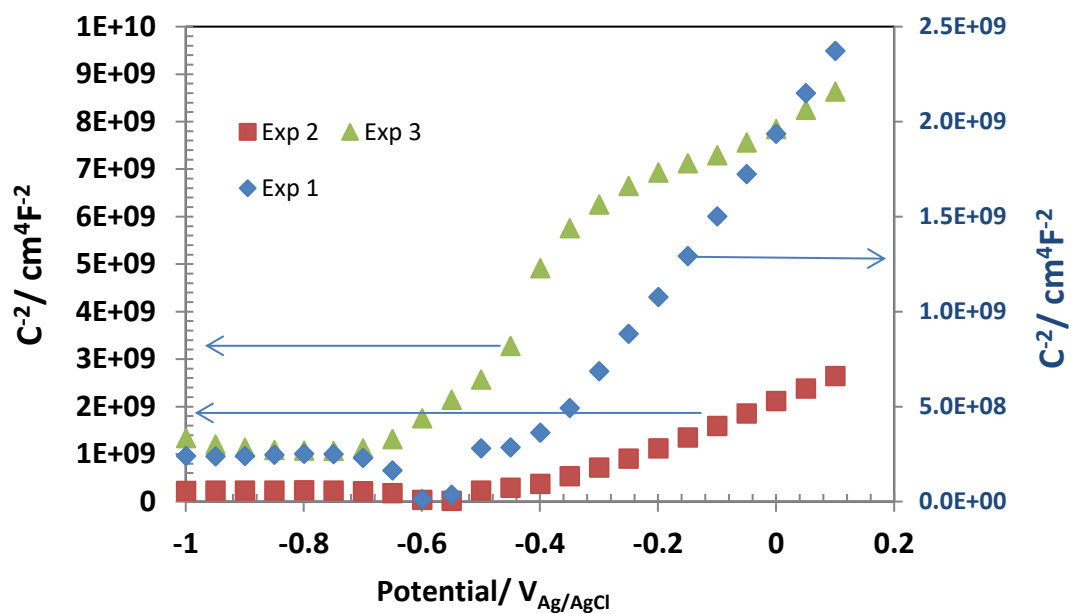 C⁻²/ cm⁴F⁻²
1E+10
9E+09
8E+09
7E+09
6E+09
5E+09
4E+09
3E+09
2E+09
1E+09
0
Exp 2 Exp 3
Exp 1
2.5E+09
2.0E+09
1.5E+09
1.0E+09
5.0E+08
0.0E+00
C⁻²/ cm⁴F⁻²
-1 -0.8 -0.6 -0.4 -0.2 0 0.2
Potential/ V_Ag/AgCl